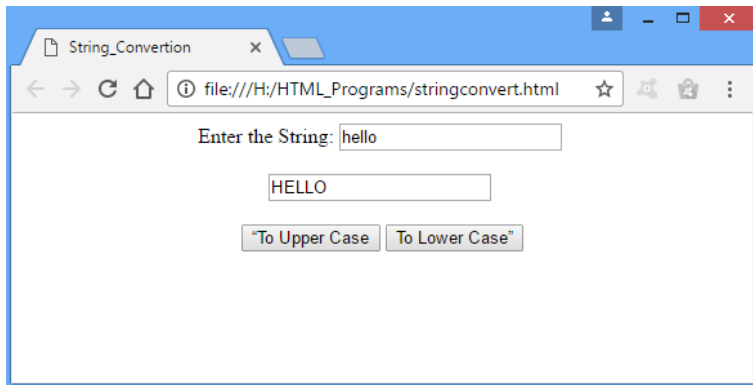 String_Convertion
file:///H:/HTML_Programs/stringconvert.html
Enter the String: hello
HELLO
“To Upper Case To Lower Case”